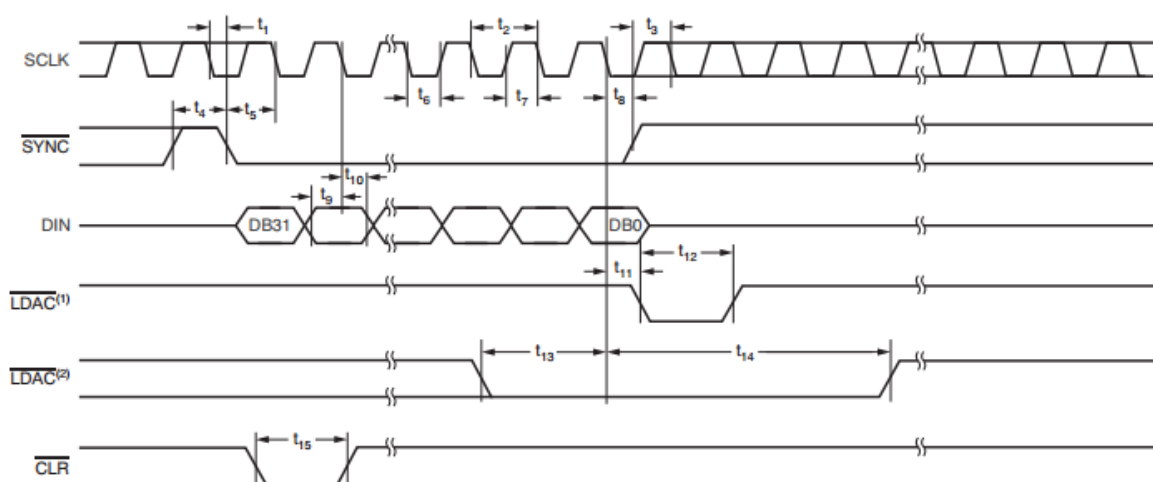 t1 t2 t3
SCLK
t6 t7 t8
t4 t5
SYNC
t10
t9
DIN DB31 DB0
t12
t11
LDAC(1)
t13 t14
LDAC(2)
t15
CLR